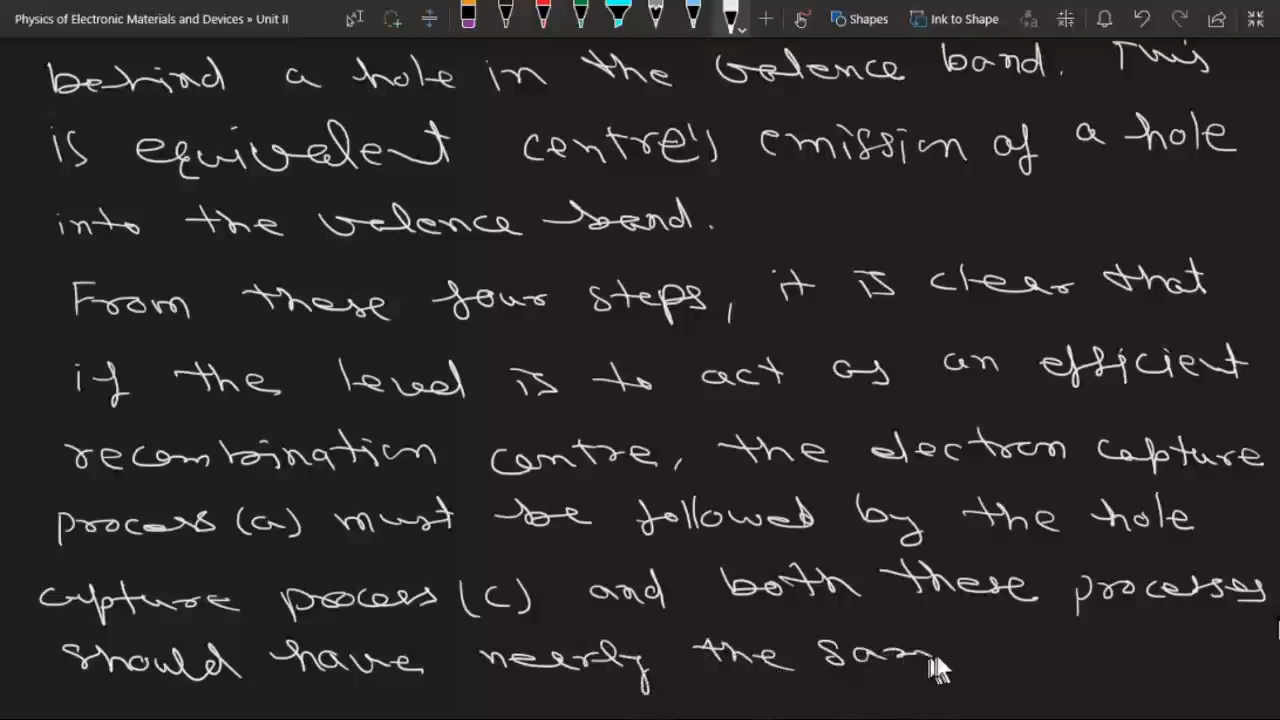 Physics of Electronic Materials and Devices » Unit II
Shapes
Ink to Shape
behind a hole in the valence band. This
is equivalent centre's emission of a hole
into the valence band.
From these four steps, it is clear that
if the level is to act as an efficient
recombination centre, the electron capture
process (a) must be followed by the hole
capture process (c) and both these processes
should have nearly the sam